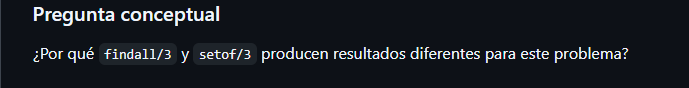 Pregunta conceptual
¿Por qué findall/3 y setof/3 producen resultados diferentes para este problema?